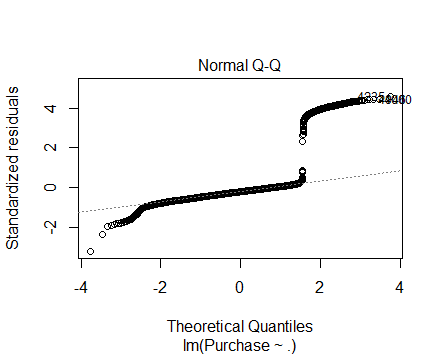 Normal Q-Q
Standardized residuals
4
2
0
-2
-4
-2
0
2
4
Theoretical Quantiles
lm(Purchase ~ .)